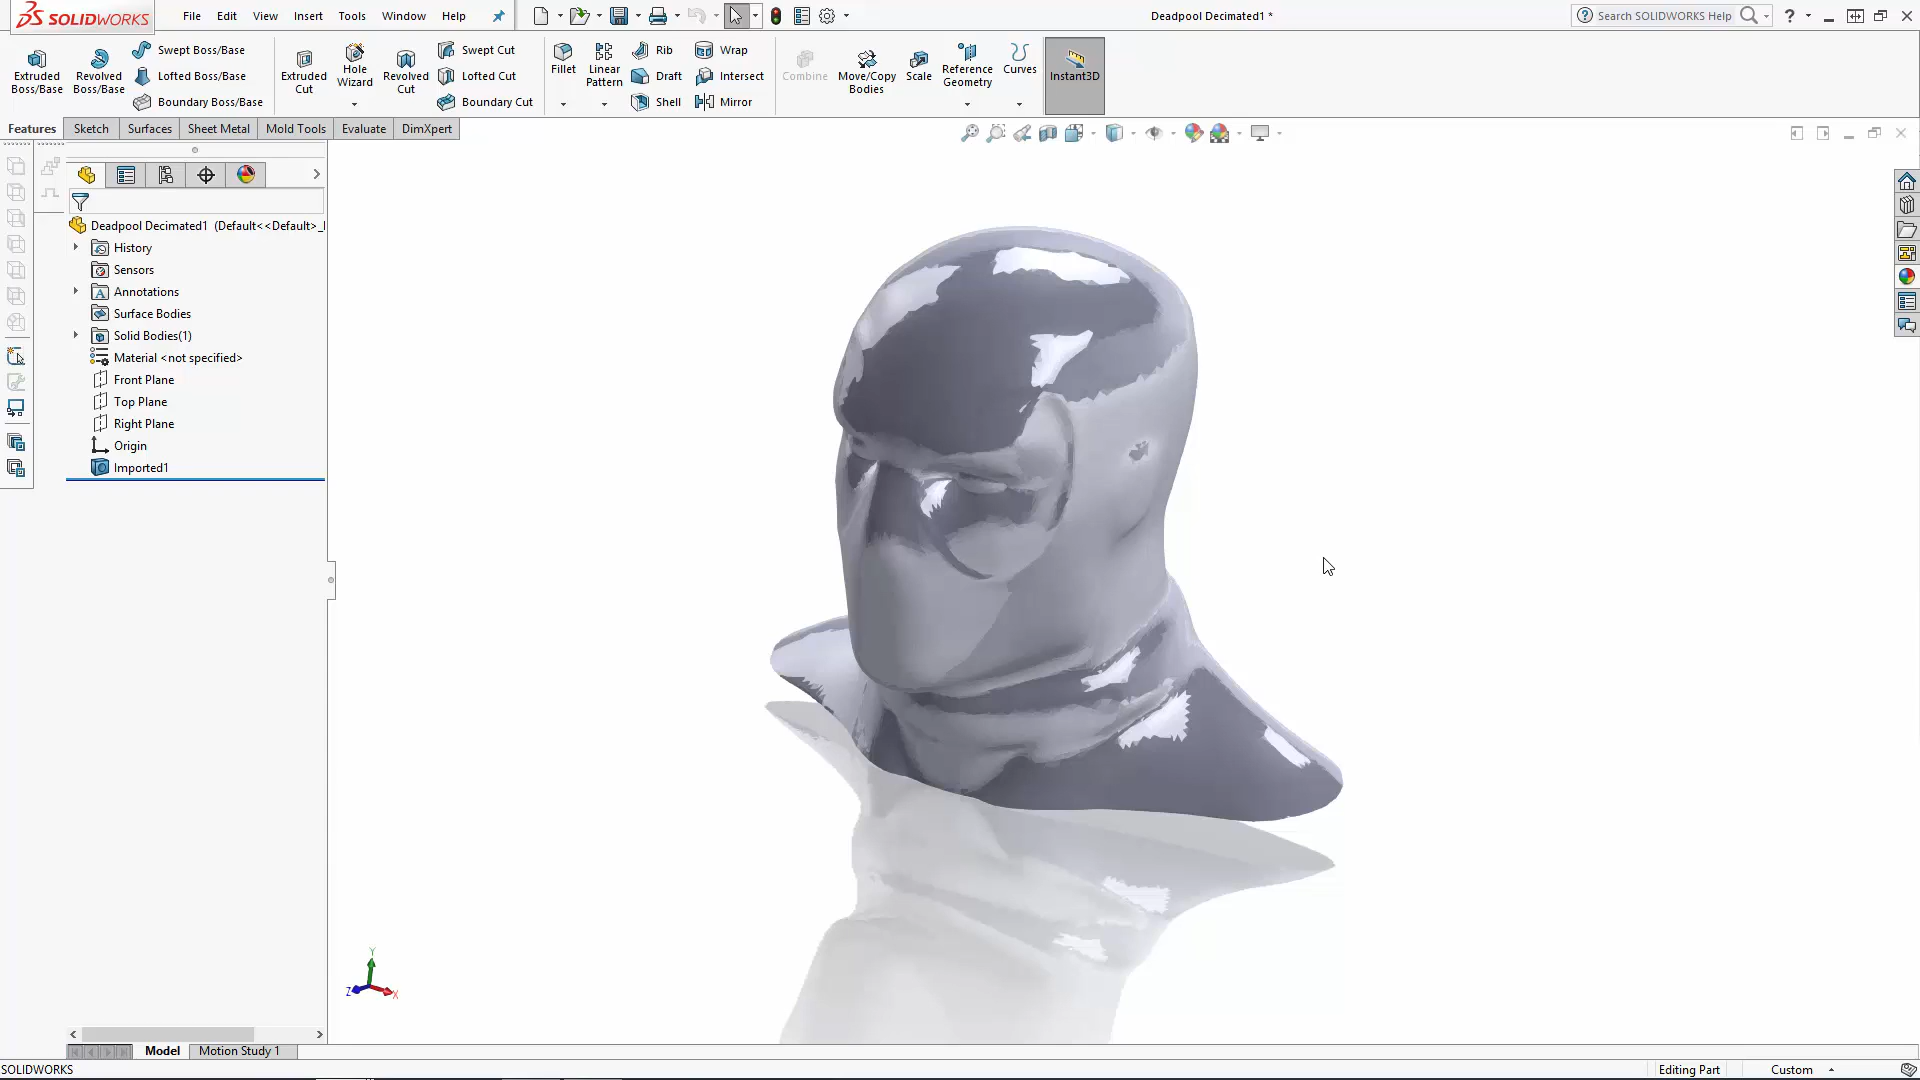 SOLIDWORKS File Edit View Insert Tools Window Help Deadpool Decimated1 * Search SOLIDWORKS Help ?
Extruded Boss/Base
Revolved Boss/Base
Swept Boss/Base
Lofted Boss/Base
Boundary Boss/Base
Extruded Cut
Hole Wizard
Revolved Cut
Swept Cut
Lofted Cut
Boundary Cut
Fillet
Linear Pattern
Rib
Draft
Shell
Wrap
Intersect
Mirror
Combine
Move/Copy Bodies
Scale
Reference Geometry
Curves
Instant3D
Features Sketch Surfaces Sheet Metal Mold Tools Evaluate DimXpert
Deadpool Decimated1 (Default<<Default>_
History
Sensors
Annotations
Surface Bodies
Solid Bodies(1)
Material <not specified>
Front Plane
Top Plane
Right Plane
Origin
Imported1
Y
Z X
Model Motion Study 1
SOLIDWORKS Editing Part Custom